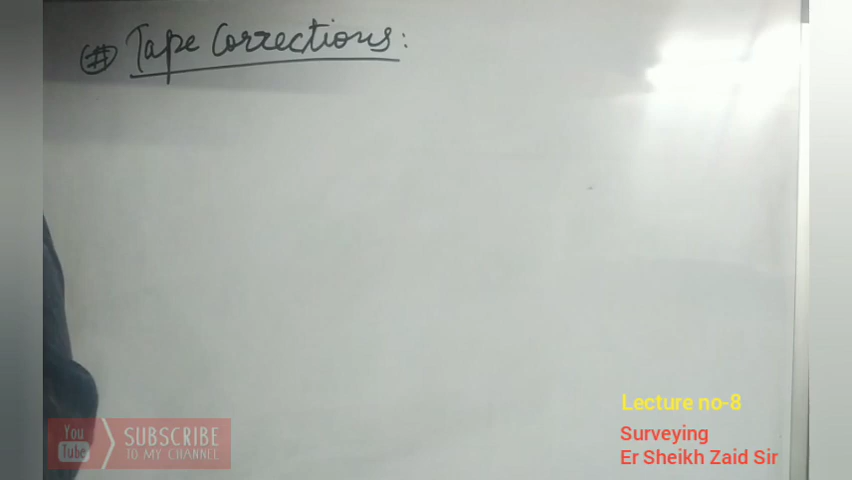 (#) Tape Corrections:
Lecture no-8
Surveying
Er Sheikh Zaid Sir
You
Tube
SUBSCRIBE
TO MY CHANNEL